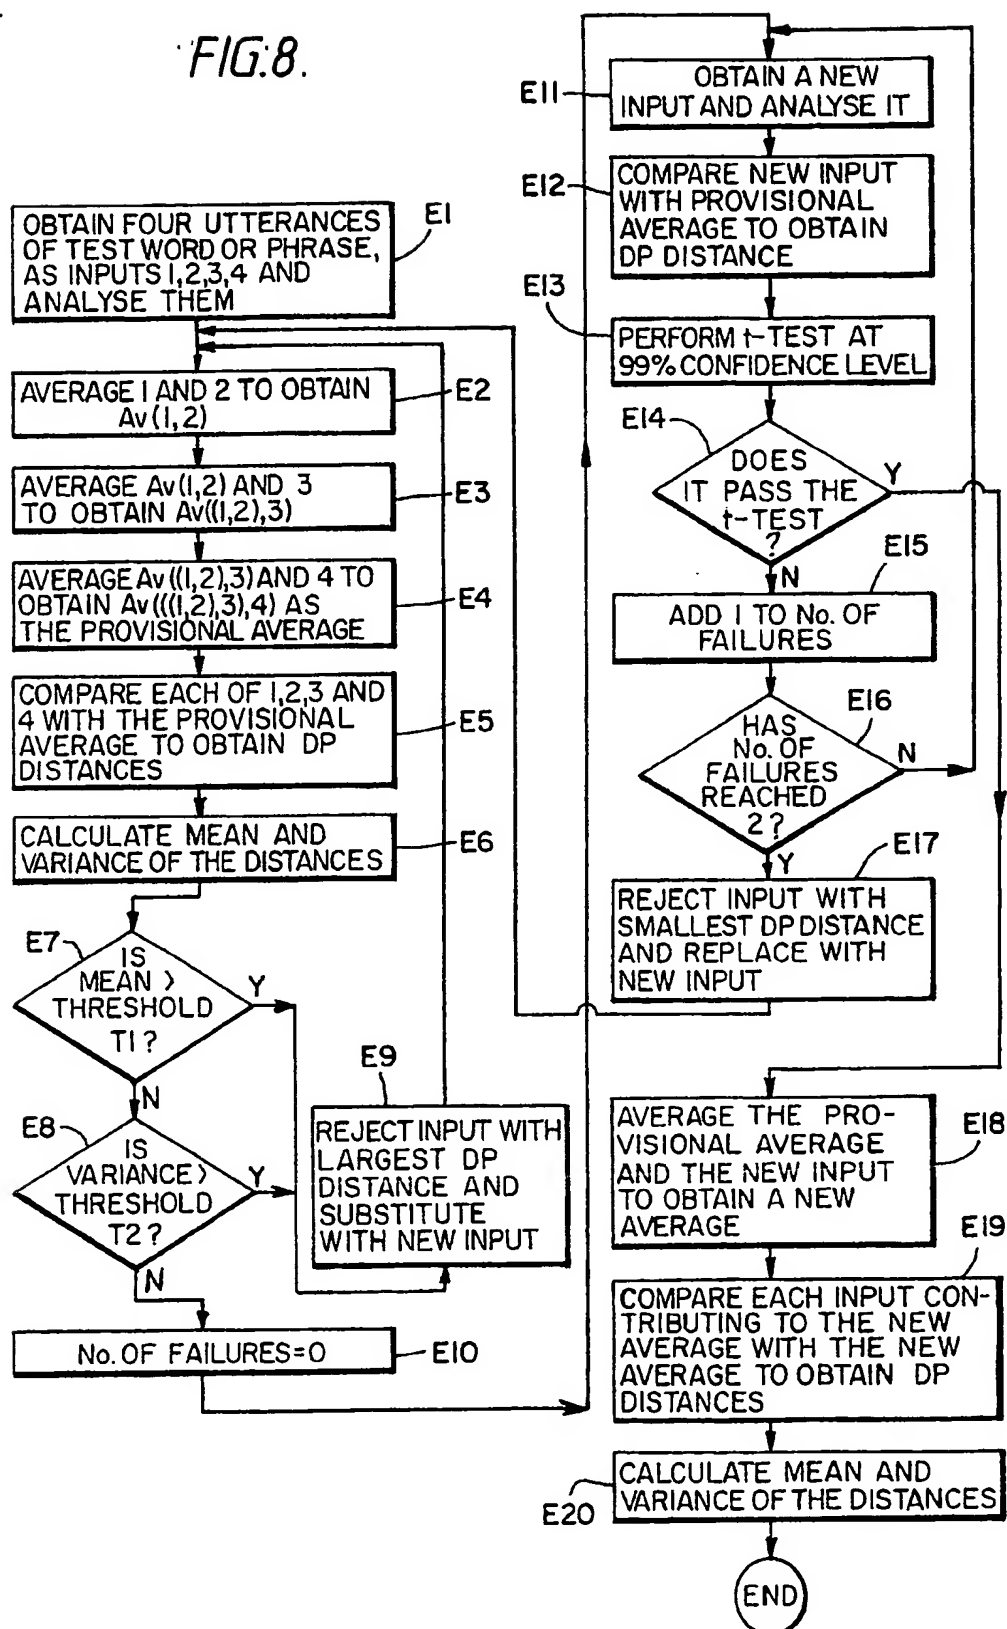 FIG.8.
OBTAIN FOUR UTTERANCES
OF TEST WORD OR PHRASE,
AS INPUTS 1,2,3,4 AND
ANALYSE THEM
E1
AVERAGE 1 AND 2 TO OBTAIN
Av(1,2)
E2
AVERAGE Av(1,2) AND 3
TO OBTAIN Av((1,2),3)
E3
AVERAGE Av((1,2),3) AND 4 TO
OBTAIN Av(((1,2),3),4) AS
THE PROVISIONAL AVERAGE
E4
COMPARE EACH OF 1,2,3 AND
4 WITH THE PROVISIONAL
AVERAGE TO OBTAIN DP
DISTANCES
E5
CALCULATE MEAN AND
VARIANCE OF THE DISTANCES
E6
E7
IS
MEAN >
THRESHOLD
T1?
Y
N
E8
IS
VARIANCE>
THRESHOLD
T2?
Y
N
E9
REJECT INPUT WITH
LARGEST DP
DISTANCE AND
SUBSTITUTE
WITH NEW INPUT
No. OF FAILURES=0
E10
E11
OBTAIN A NEW
INPUT AND ANALYSE IT
E12
COMPARE NEW INPUT
WITH PROVISIONAL
AVERAGE TO OBTAIN
DP DISTANCE
E13
PERFORM t-TEST AT
99% CONFIDENCE LEVEL
E14
DOES
IT PASS THE
t-TEST
?
Y
N
E15
ADD 1 TO No. OF
FAILURES
E16
HAS
No. OF
FAILURES
REACHED
2?
N
Y
E17
REJECT INPUT WITH
SMALLEST DP DISTANCE
AND REPLACE WITH
NEW INPUT
AVERAGE THE PRO-
VISIONAL AVERAGE
AND THE NEW INPUT
TO OBTAIN A NEW
AVERAGE
E18
E19
COMPARE EACH INPUT CON-
TRIBUTING TO THE NEW
AVERAGE WITH THE NEW
AVERAGE TO OBTAIN DP
DISTANCES
CALCULATE MEAN AND
VARIANCE OF THE DISTANCES
E20
END